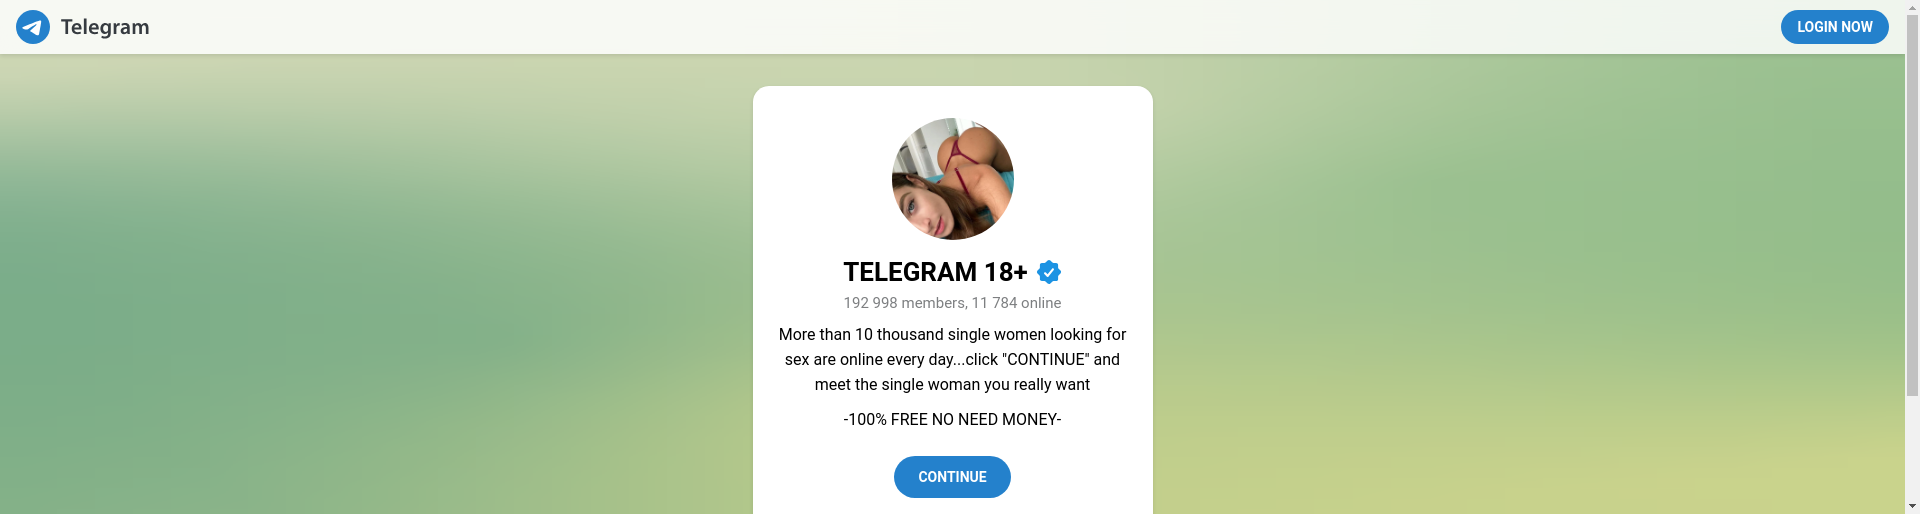 Telegram
LOGIN NOW
TELEGRAM 18+
192 998 members, 11 784 online
More than 10 thousand single women looking for
sex are online every day...click "CONTINUE" and
meet the single woman you really want
-100% FREE NO NEED MONEY-
CONTINUE